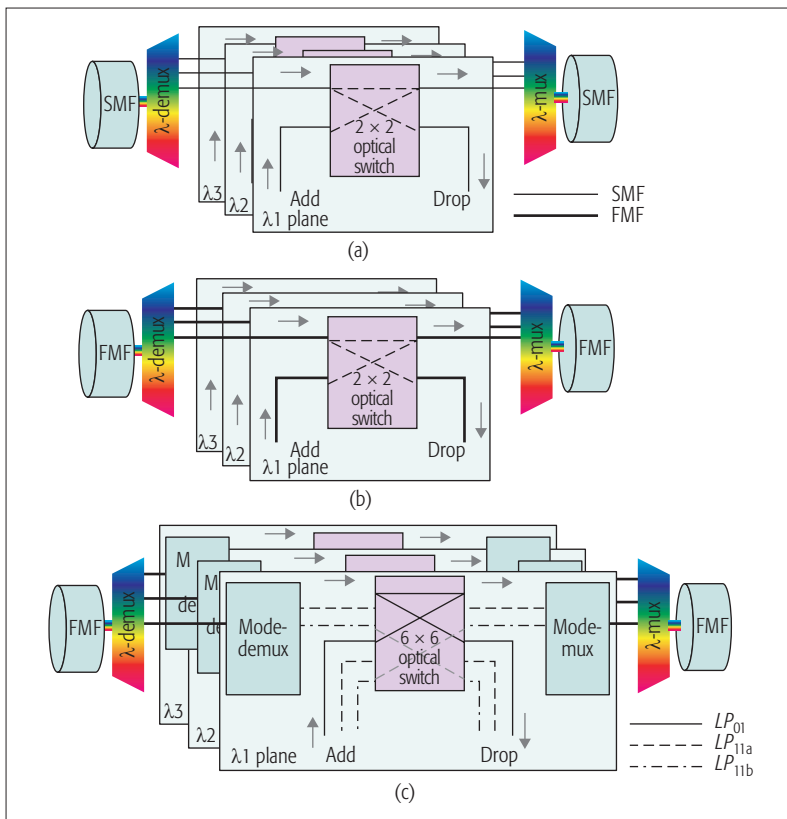 SMF
λ-demux
λ3
λ2
λ1 plane
Add
2 × 2
optical
switch
Drop
λ-mux
SMF
SMF
FMF
(a)
FMF
λ-demux
λ3
λ2
λ1 plane
Add
2 × 2
optical
switch
Drop
λ-mux
FMF
(b)
FMF
λ-demux
M
de
M
de
Mode-
demux
λ3
λ2
λ1 plane
Add
6 × 6
optical
switch
Drop
Mode-
mux
λ-mux
FMF
LP01
LP11a
LP11b
(c)